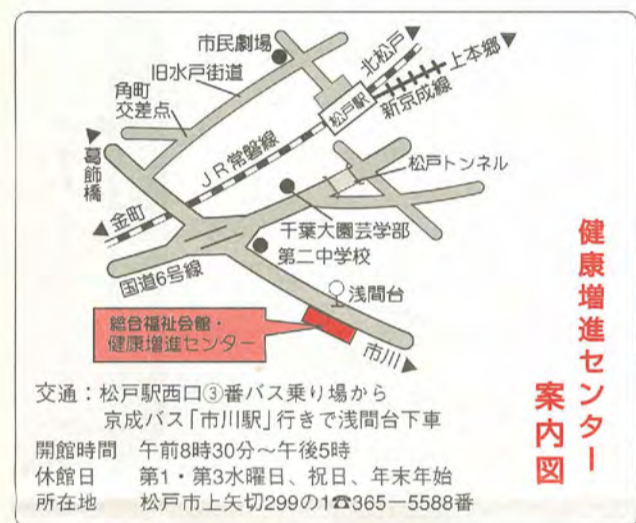 健康増進センター
案内図
市民劇場
旧水戸街道
角町
交差点
北松戸
上本郷
松戸駅
新京成線
葛飾橋
JR常磐線
松戸トンネル
金町
千葉大園芸学部
第二中学校
国道6号線
浅間台
総合福祉会館・
健康増進センター
市川
交通：松戸駅西口③番バス乗り場から
京成バス「市川駅」行きで浅間台下車
開館時間　午前8時30分～午後5時
休館日　第1・第3水曜日、祝日、年末年始
所在地　松戸市上矢切299の1☎365－5588番